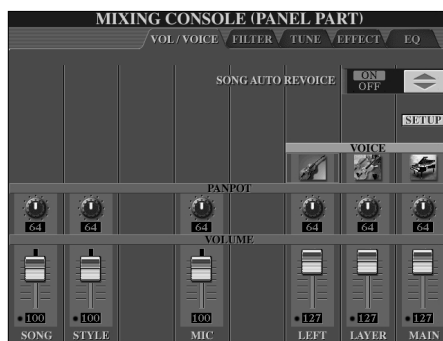 MIXING CONSOLE (PANEL PART)
VOL / VOICE FILTER TUNE EFFECT EQ
SONG AUTO REVOICE ON
OFF
SETUP
VOICE
PANPOT
64 64 64 64 64 64
VOLUME
100 100 100 127 127 127
SONG STYLE MIC LEFT LAYER MAIN